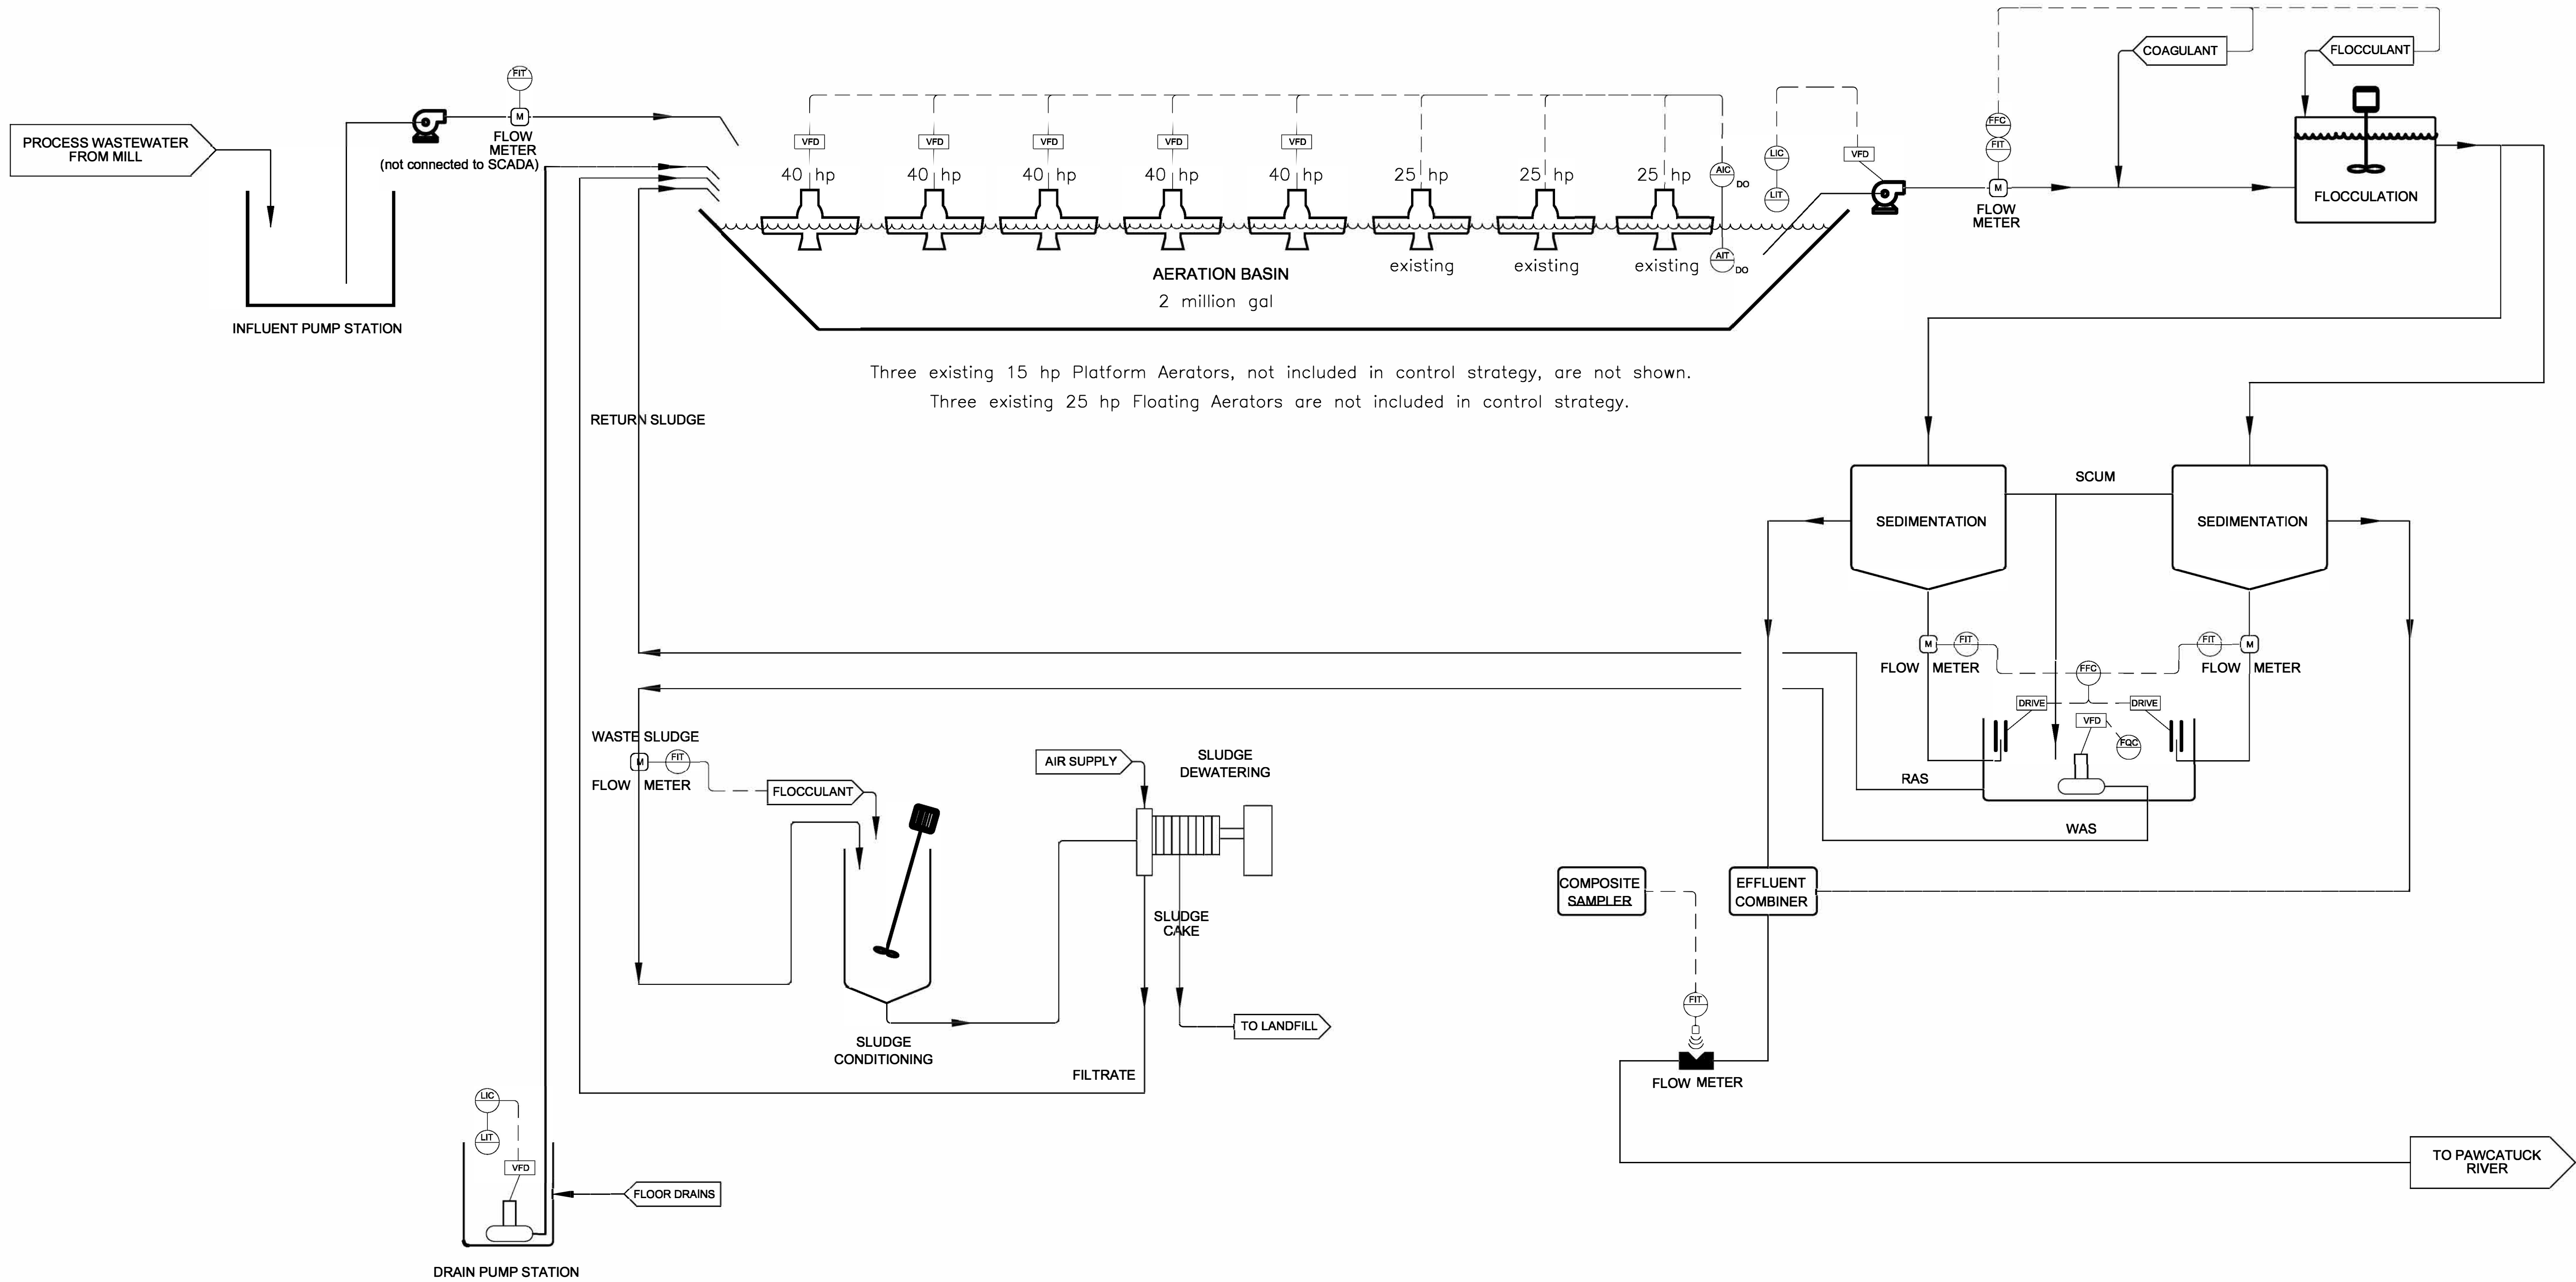 FIT
M
FLOW
METER
(not connected to SCADA)
PROCESS WASTEWATER
FROM MILL
INFLUENT PUMP STATION
VFD
VFD
VFD
VFD
VFD
40 hp
40 hp
40 hp
40 hp
40 hp
25 hp
25 hp
25 hp
AIC
DO
AIT
DO
existing
existing
existing
AERATION BASIN
2 million gal
Three existing 15 hp Platform Aerators, not included in control strategy, are not shown.
Three existing 25 hp Floating Aerators are not included in control strategy.
LIC
LIT
VFD
FFC
FIT
M
FLOW
METER
COAGULANT
FLOCCULANT
FLOCCULATION
RETURN SLUDGE
SCUM
SEDIMENTATION
SEDIMENTATION
M
FIT
FLOW METER
FIT
M
FLOW METER
FFC
DRIVE
DRIVE
VFD
FQC
RAS
WAS
WASTE SLUDGE
M
FIT
FLOW METER
FLOCCULANT
AIR SUPPLY
SLUDGE
DEWATERING
SLUDGE
CAKE
TO LANDFILL
SLUDGE
CONDITIONING
FILTRATE
COMPOSITE
SAMPLER
EFFLUENT
COMBINER
FIT
FLOW METER
TO PAWCATUCK
RIVER
LIC
LIT
VFD
FLOOR DRAINS
DRAIN PUMP STATION